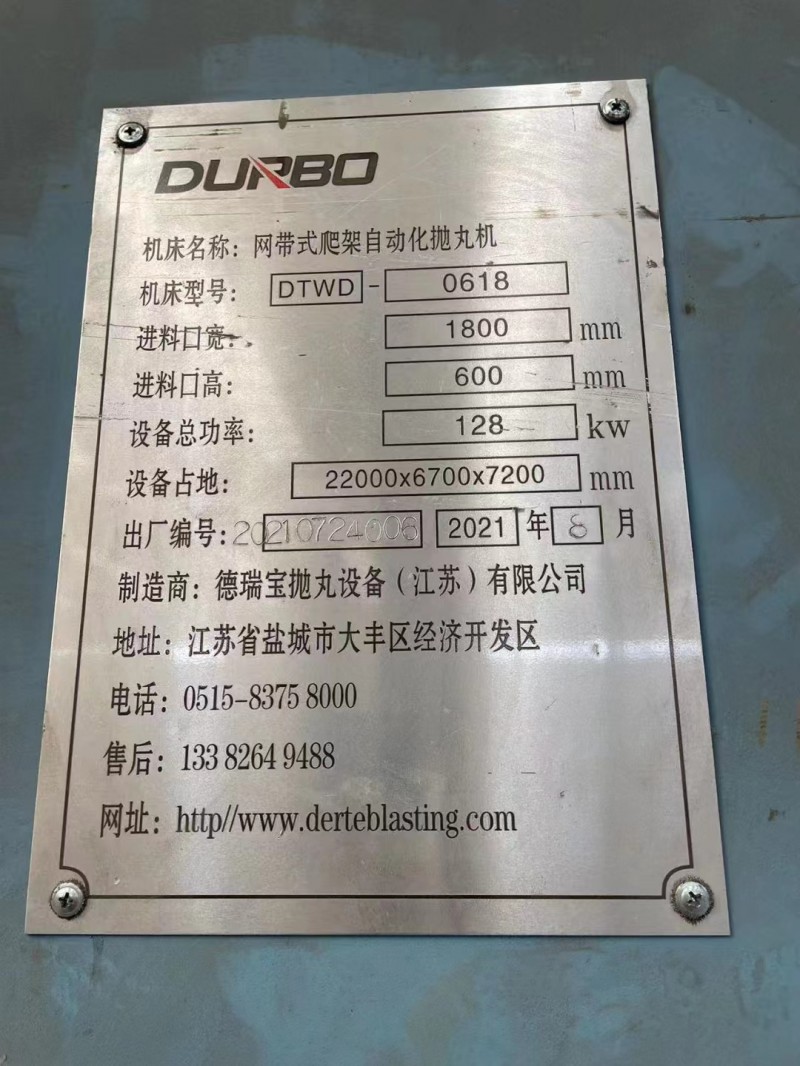 DURBO
机床名称：网带式爬架自动化抛丸机
机床型号： DTWD - 0618
进料口宽： 1800 mm
进料口高： 600 mm
设备总功率： 128 kw
设备占地： 22000x6700x7200 mm
出厂编号：20210724006 2021 年 8 月
制造商：德瑞宝抛丸设备（江苏）有限公司
地址：江苏省盐城市大丰区经济开发区
电话：0515-8375 8000
售后：133 8264 9488
网址：http//www.derteblasting.com